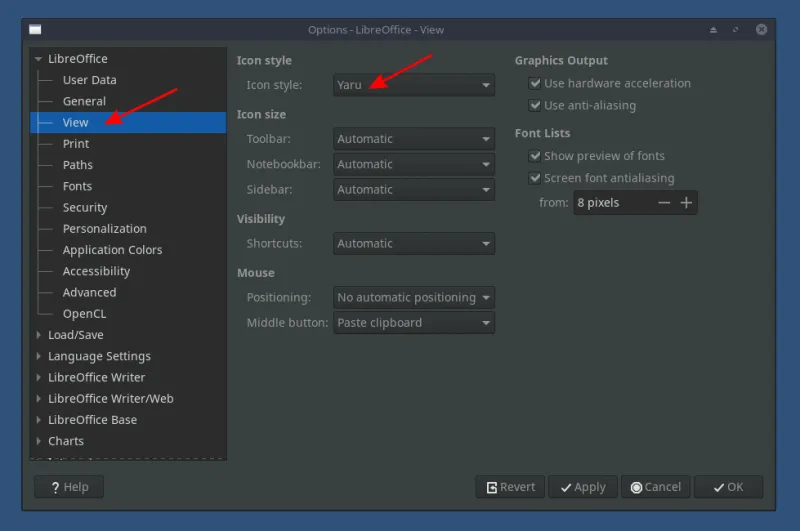 Options - LibreOffice - View
LibreOffice
User Data
General
View
Print
Paths
Fonts
Security
Personalization
Application Colors
Accessibility
Advanced
OpenCL
Load/Save
Language Settings
LibreOffice Writer
LibreOffice Writer/Web
LibreOffice Base
Charts
Icon style
Icon style: Yaru
Icon size
Toolbar: Automatic
Notebookbar: Automatic
Sidebar: Automatic
Visibility
Shortcuts: Automatic
Mouse
Positioning: No automatic positioning
Middle button: Paste clipboard
Graphics Output
Use hardware acceleration
Use anti-aliasing
Font Lists
Show preview of fonts
Screen font antialiasing
from: 8 pixels
? Help
Revert
Apply
Cancel
OK